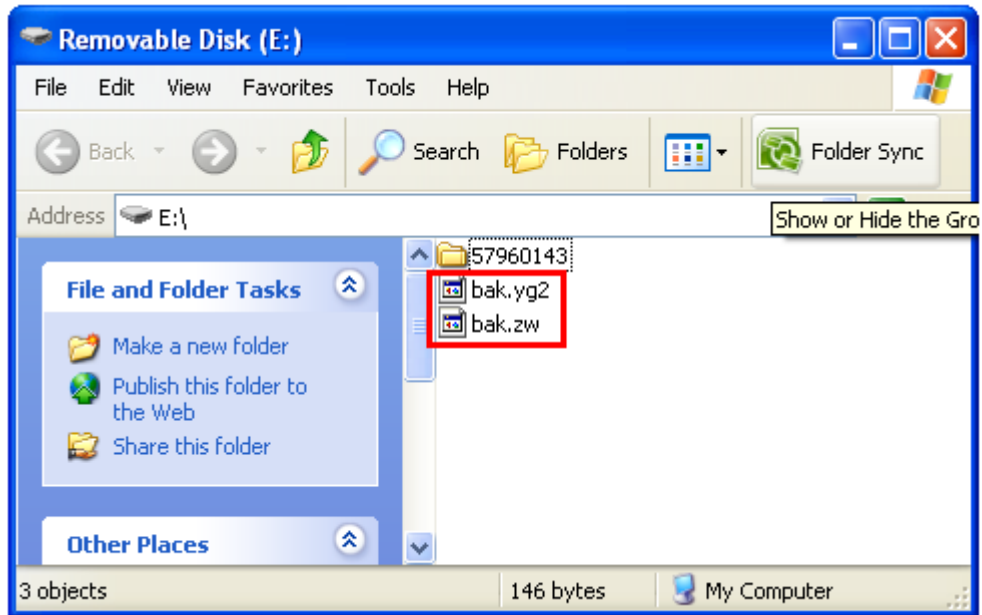 Removable Disk (E:)
File Edit View Favorites Tools Help
Back Search Folders Folder Sync
Address E:\
Show or Hide the Gro
57960143
bak.yg2
bak.zw
File and Folder Tasks
Make a new folder
Publish this folder to
the Web
Share this folder
Other Places
3 objects 146 bytes My Computer